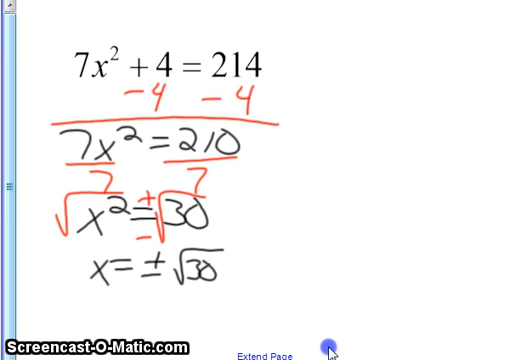 7x² + 4 = 214
−4 −4
7x² = 210
7 7
√x² = ±√30
x = ± √30
Screencast-O-Matic.com
Extend Page